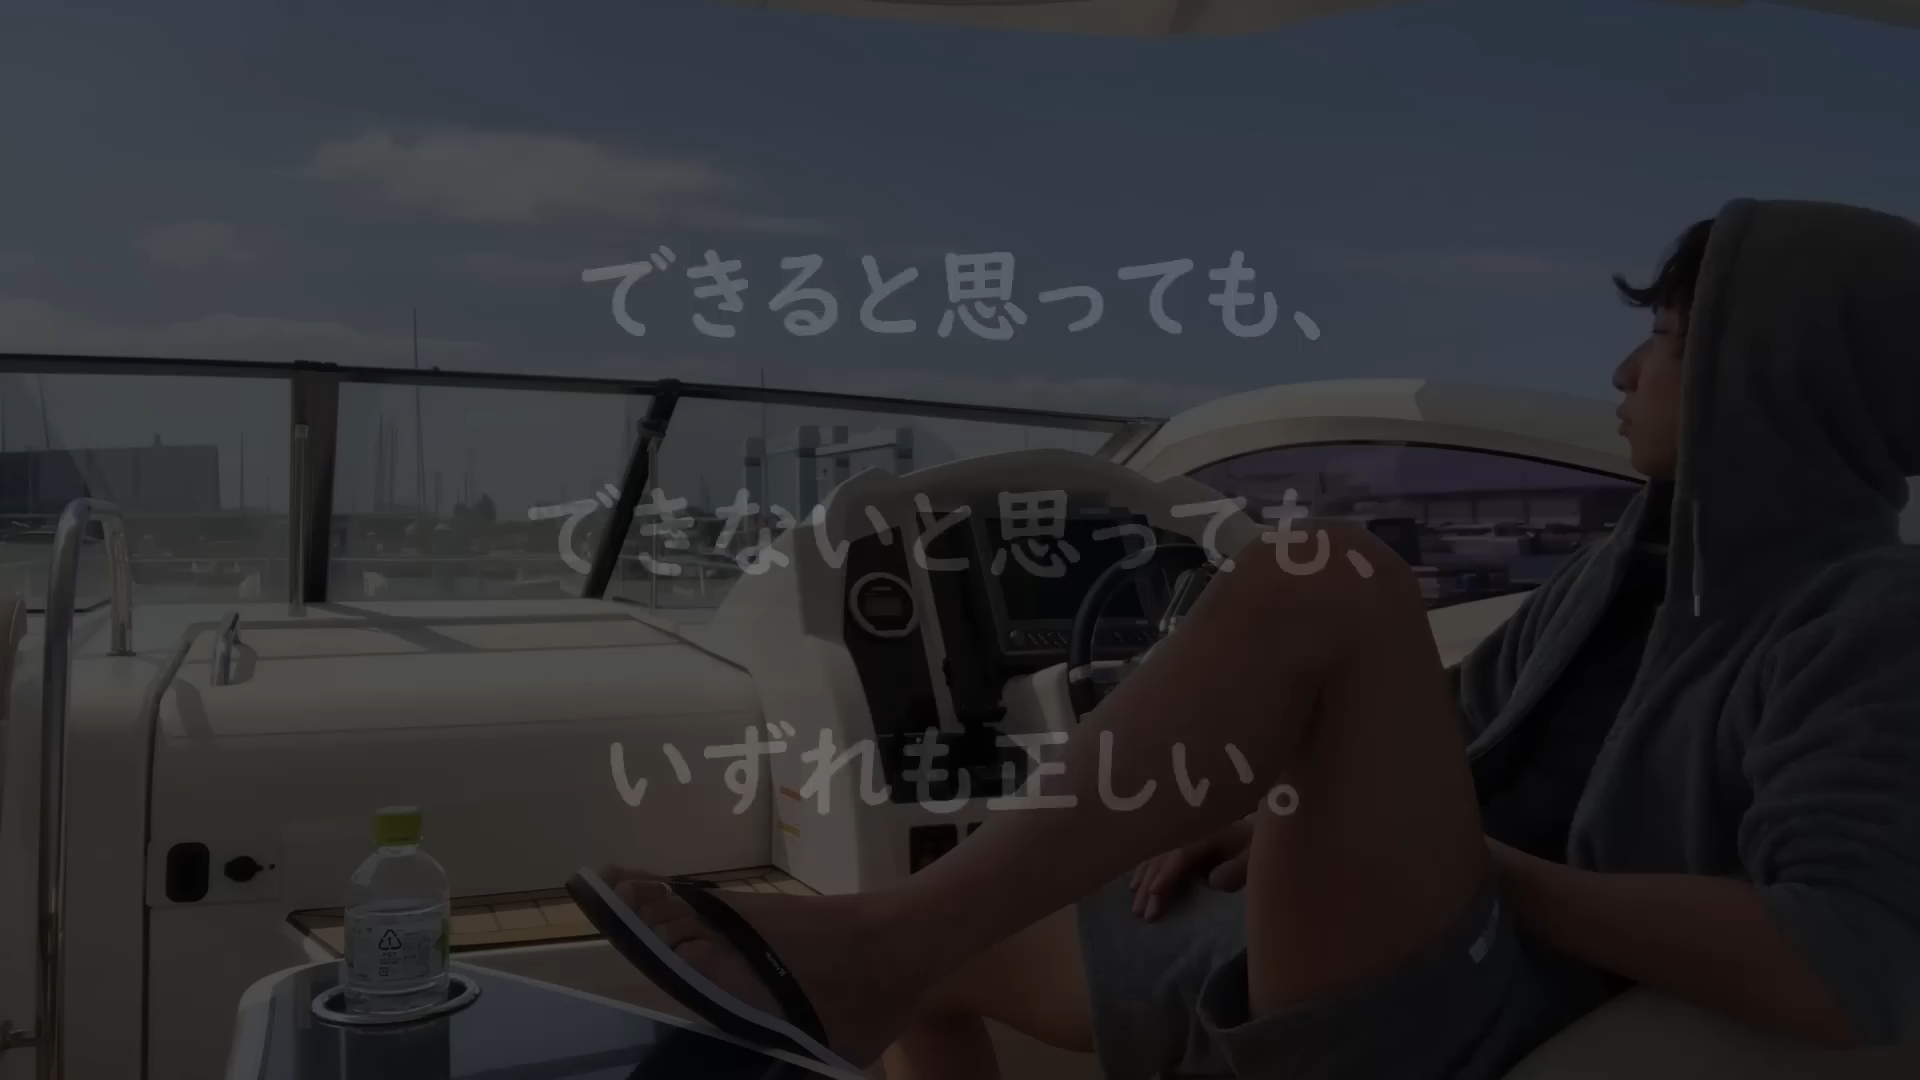 できると思っても、
できないと思っても、
いずれも正しい。